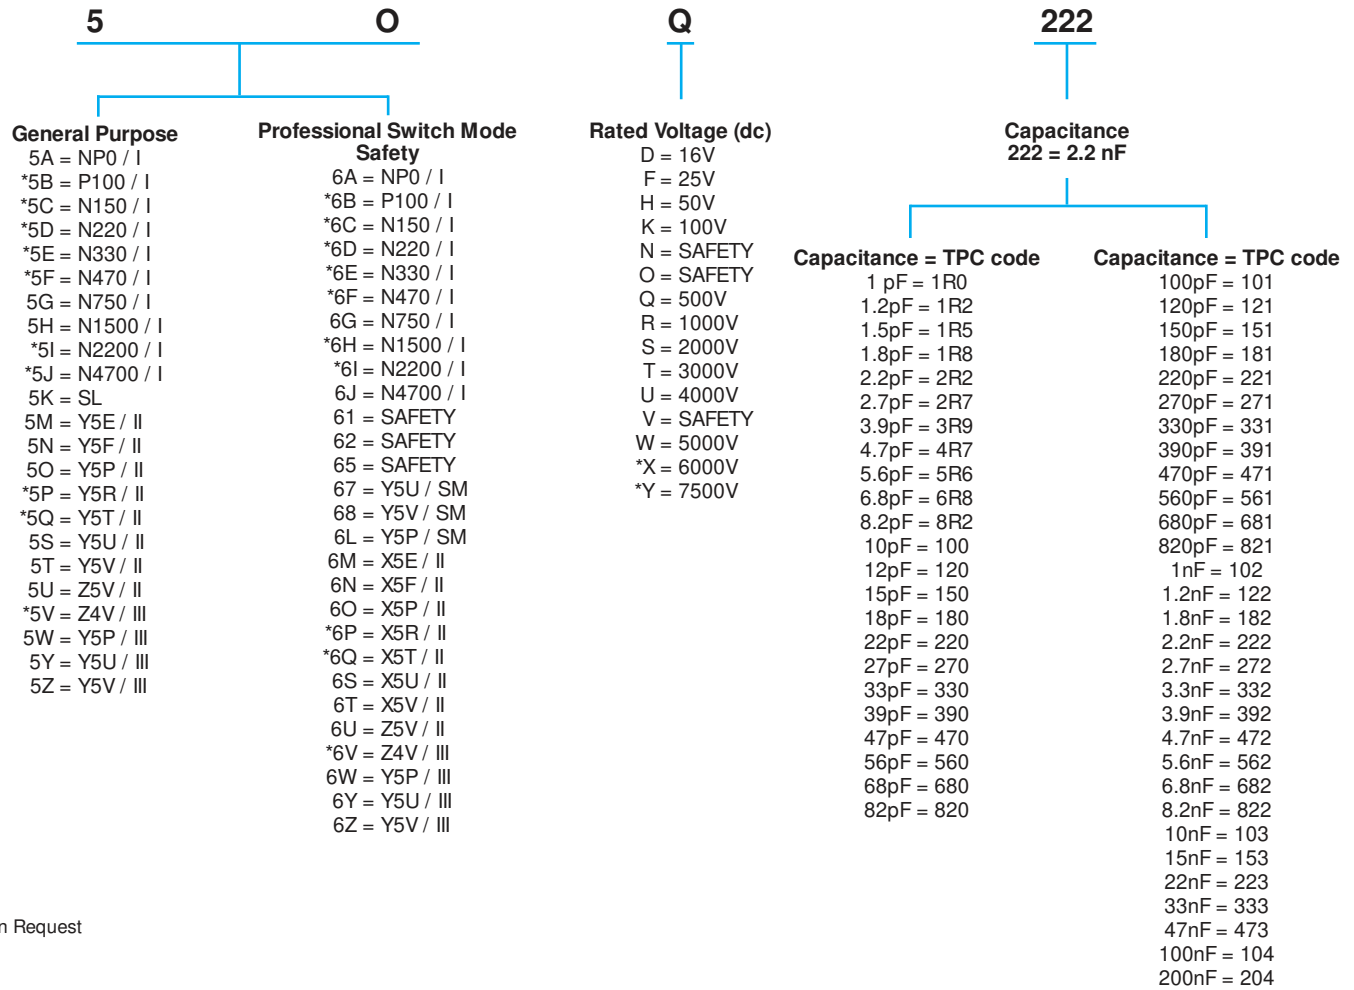 5 O Q 222
General Purpose
5A = NP0 / I
*5B = P100 / I
*5C = N150 / I
*5D = N220 / I
*5E = N330 / I
*5F = N470 / I
5G = N750 / I
5H = N1500 / I
*5I = N2200 / I
*5J = N4700 / I
5K = SL
5M = Y5E / II
5N = Y5F / II
5O = Y5P / II
*5P = Y5R / II
*5Q = Y5T / II
5S = Y5U / II
5T = Y5V / II
5U = Z5V / II
*5V = Z4V / III
5W = Y5P / III
5Y = Y5U / III
5Z = Y5V / III
Professional Switch Mode
Safety
6A = NP0 / I
*6B = P100 / I
*6C = N150 / I
*6D = N220 / I
*6E = N330 / I
*6F = N470 / I
6G = N750 / I
*6H = N1500 / I
*6I = N2200 / I
6J = N4700 / I
61 = SAFETY
62 = SAFETY
65 = SAFETY
67 = Y5U / SM
68 = Y5V / SM
6L = Y5P / SM
6M = X5E / II
6N = X5F / II
6O = X5P / II
*6P = X5R / II
*6Q = X5T / II
6S = X5U / II
6T = X5V / II
6U = Z5V / II
*6V = Z4V / III
6W = Y5P / III
6Y = Y5U / III
6Z = Y5V / III
Rated Voltage (dc)
D = 16V
F = 25V
H = 50V
K = 100V
N = SAFETY
O = SAFETY
Q = 500V
R = 1000V
S = 2000V
T = 3000V
U = 4000V
V = SAFETY
W = 5000V
*X = 6000V
*Y = 7500V
Capacitance
222 = 2.2 nF
Capacitance = TPC code
1 pF = 1R0
1.2pF = 1R2
1.5pF = 1R5
1.8pF = 1R8
2.2pF = 2R2
2.7pF = 2R7
3.9pF = 3R9
4.7pF = 4R7
5.6pF = 5R6
6.8pF = 6R8
8.2pF = 8R2
10pF = 100
12pF = 120
15pF = 150
18pF = 180
22pF = 220
27pF = 270
33pF = 330
39pF = 390
47pF = 470
56pF = 560
68pF = 680
82pF = 820
Capacitance = TPC code
100pF = 101
120pF = 121
150pF = 151
180pF = 181
220pF = 221
270pF = 271
330pF = 331
390pF = 391
470pF = 471
560pF = 561
680pF = 681
820pF = 821
1nF = 102
1.2nF = 122
1.8nF = 182
2.2nF = 222
2.7nF = 272
3.3nF = 332
3.9nF = 392
4.7nF = 472
5.6nF = 562
6.8nF = 682
8.2nF = 822
10nF = 103
15nF = 153
22nF = 223
33nF = 333
47nF = 473
100nF = 104
200nF = 204
n Request